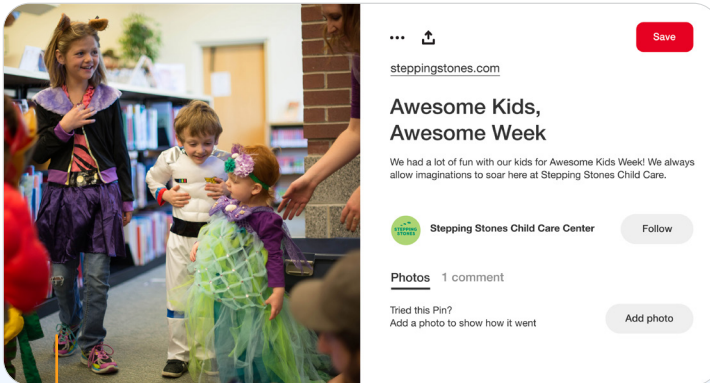 Save
steppingstones.com
Awesome Kids,
Awesome Week
We had a lot of fun with our kids for Awesome Kids Week! We always
allow imaginations to soar here at Stepping Stones Child Care.
STEPPING
STONES
Stepping Stones Child Care Center
Follow
Photos 1 comment
Tried this Pin?
Add a photo to show how it went
Add photo